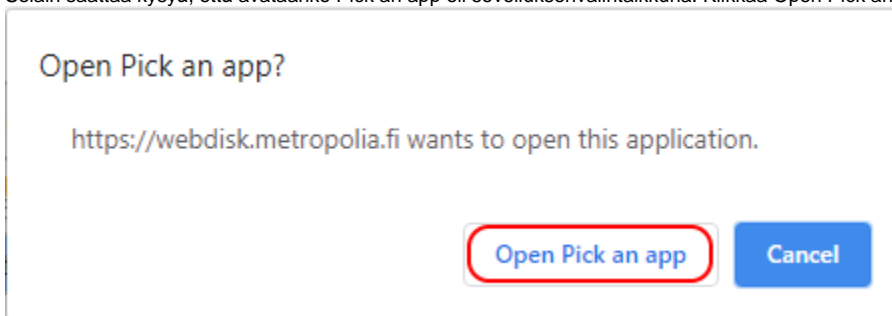 Open Pick an app?
https://webdisk.metropolia.fi wants to open this application.
Open Pick an app
Cancel